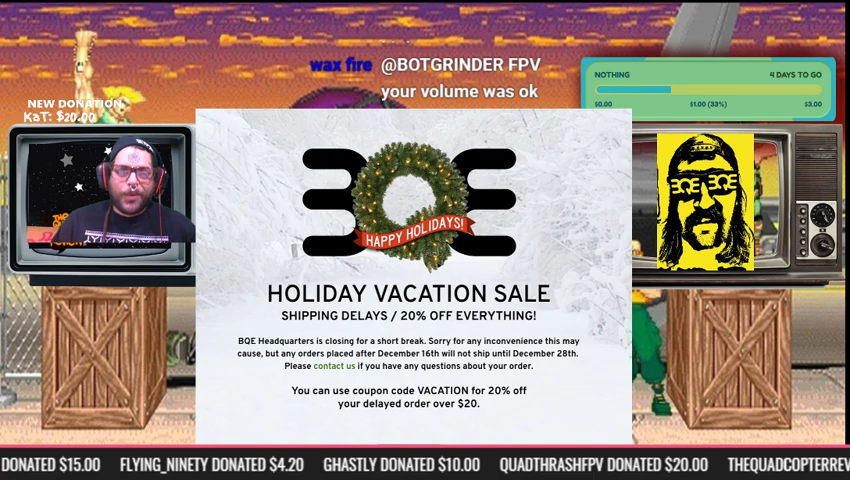 wax fire @BOTGRINDER FPV
your volume was ok
NOTHING 4 DAYS TO GO
$0.00 $1.00 (33%) $3.00
NEW DONATION
KaT: $20.00
BQE
HAPPY HOLIDAYS!
BQE BQE
HOLIDAY VACATION SALE
SHIPPING DELAYS / 20% OFF EVERYTHING!
BQE Headquarters is closing for a short break. Sorry for any inconvenience this may
cause, but any orders placed after December 16th will not ship until December 28th.
Please contact us if you have any questions about your order.
You can use coupon code VACATION for 20% off
your delayed order over $20.
DONATED $15.00 FLYING_NINETY DONATED $4.20 GHASTLY DONATED $10.00 QUADTHRASHFPV DONATED $20.00 THEQUADCOPTERREV